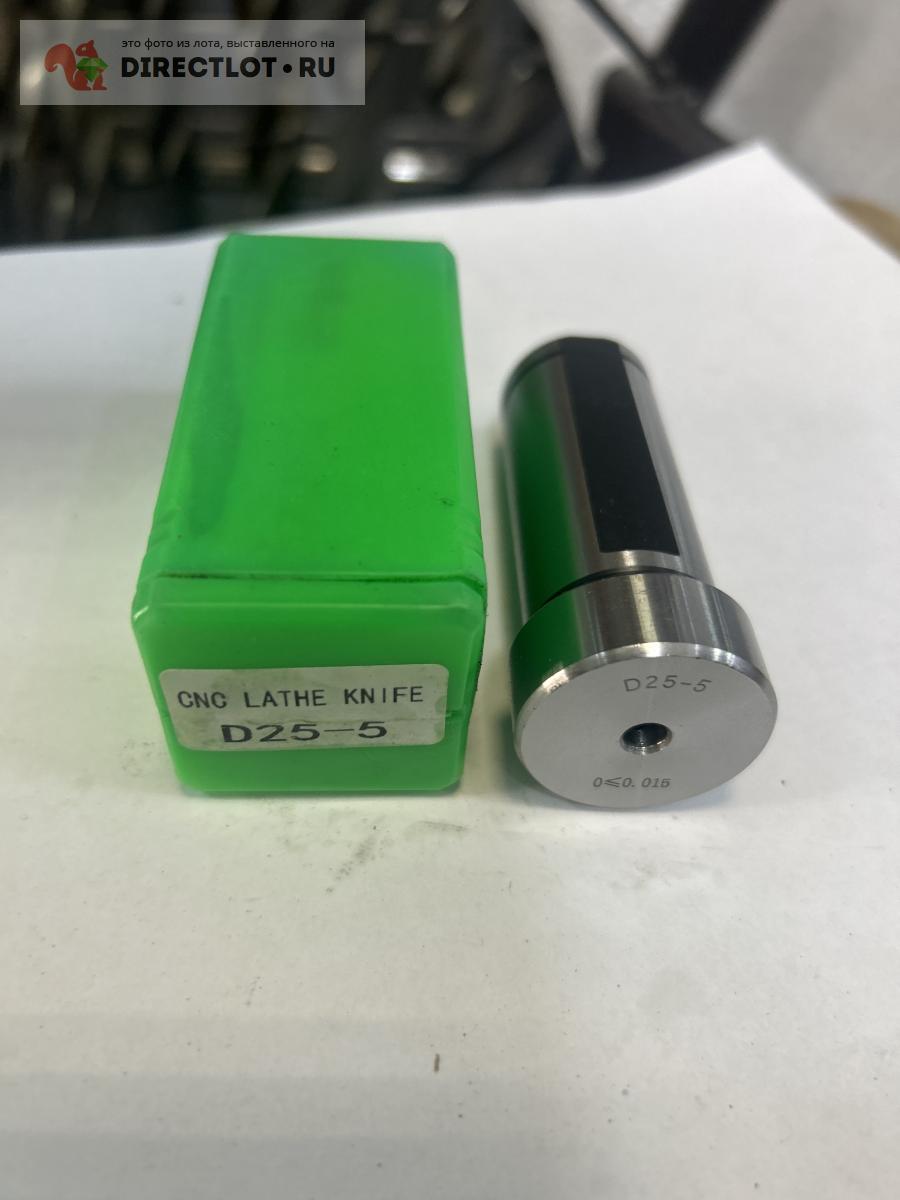 это фото из лота, выставленного на
DIRECTLOT•RU
CNC LATHE KNIFE
D25-5
D25-5
0≤0.015